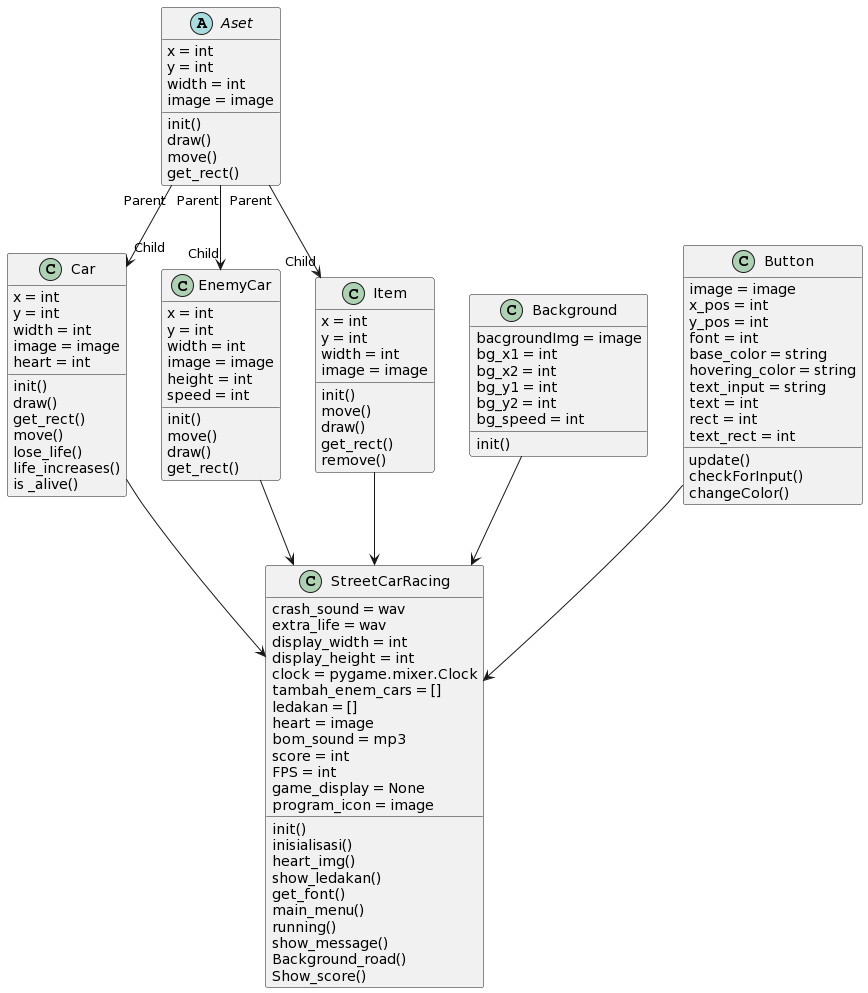 A Aset
x = int
y = int
width = int
image = image
init()
draw()
move()
get_rect()
Parent
Parent
Parent
Child
Child
Child
C Car
x = int
y = int
width = int
image = image
heart = int
init()
draw()
get_rect()
move()
lose_life()
life_increases()
is _alive()
C EnemyCar
x = int
y = int
width = int
image = image
height = int
speed = int
init()
move()
draw()
get_rect()
C Item
x = int
y = int
width = int
image = image
init()
move()
draw()
get_rect()
remove()
C Background
bacgroundImg = image
bg_x1 = int
bg_x2 = int
bg_y1 = int
bg_y2 = int
bg_speed = int
init()
C Button
image = image
x_pos = int
y_pos = int
font = int
base_color = string
hovering_color = string
text_input = string
text = int
rect = int
text_rect = int
update()
checkForInput()
changeColor()
C StreetCarRacing
crash_sound = wav
extra_life = wav
display_width = int
display_height = int
clock = pygame.mixer.Clock
tambah_enem_cars = []
ledakan = []
heart = image
bom_sound = mp3
score = int
FPS = int
game_display = None
program_icon = image
init()
inisialisasi()
heart_img()
show_ledakan()
get_font()
main_menu()
running()
show_message()
Background_road()
Show_score()